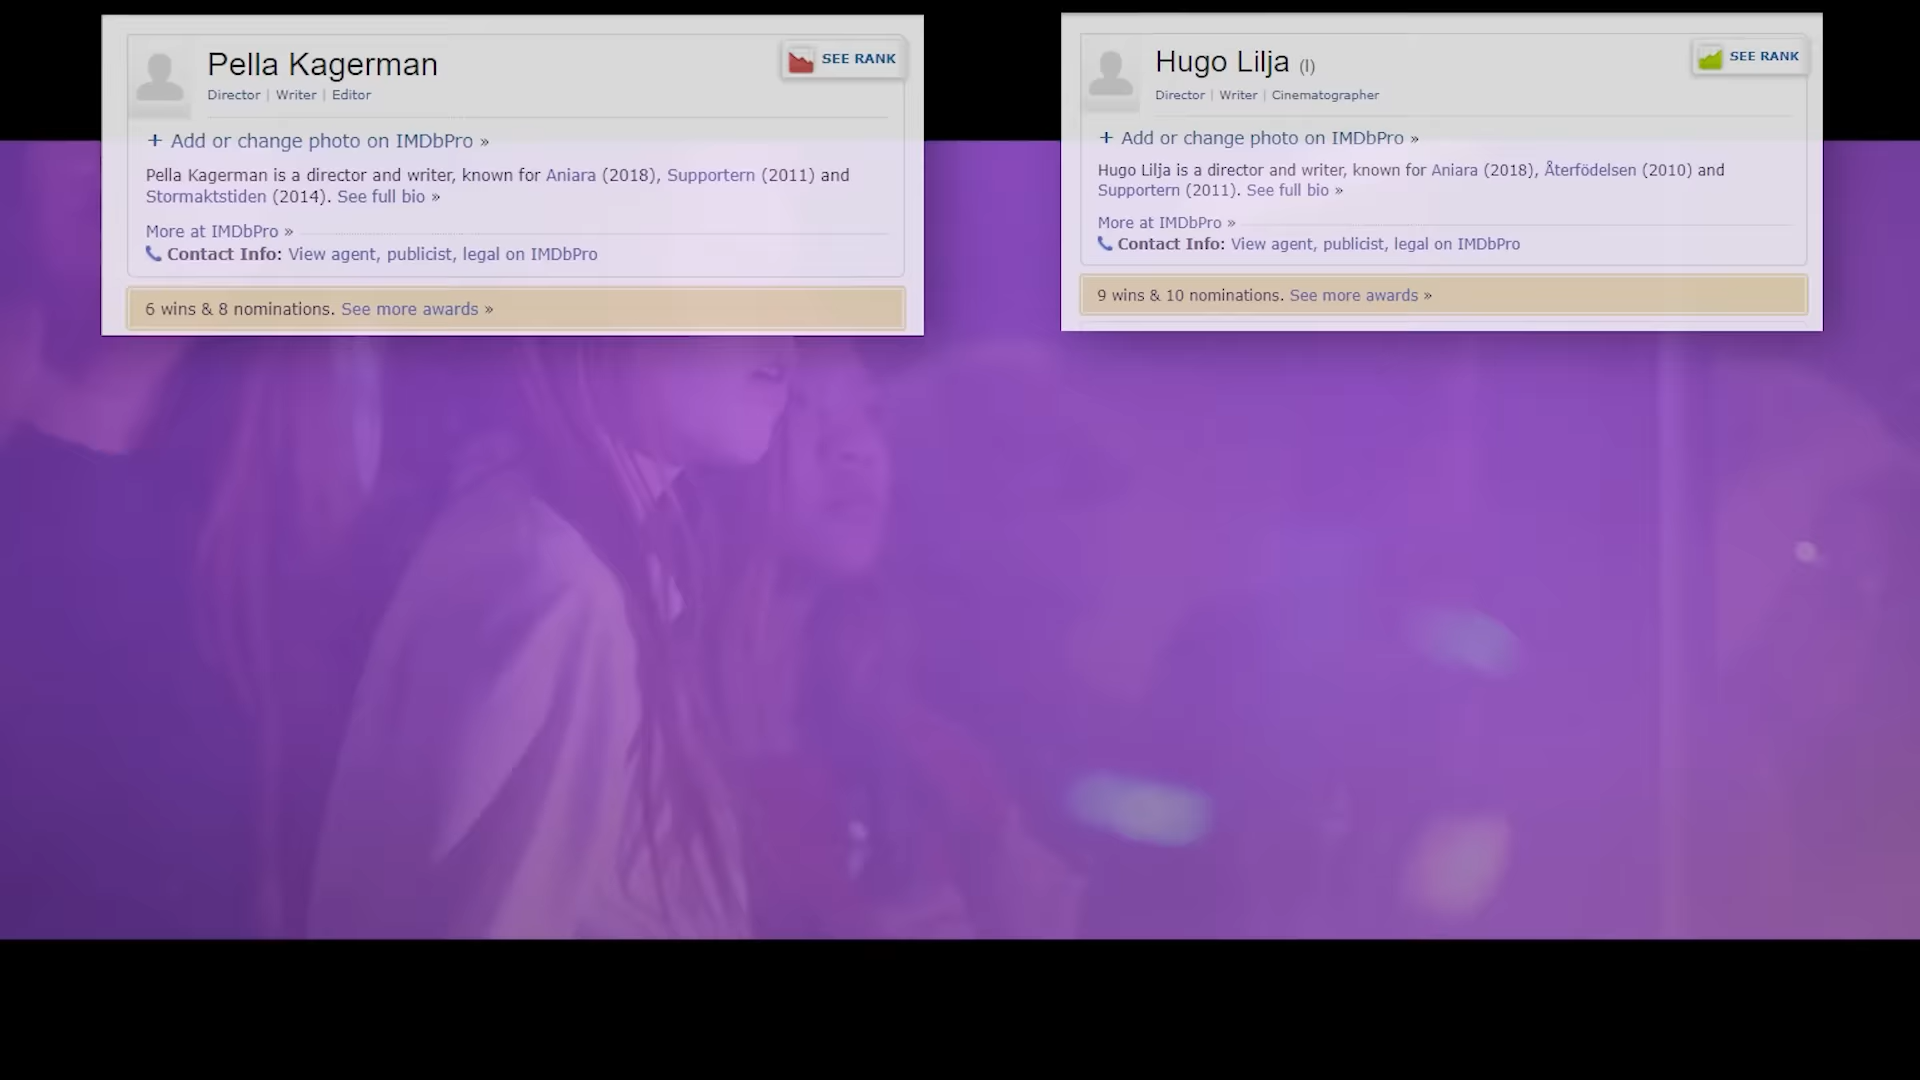 Pella Kagerman
SEE RANK
Director | Writer | Editor
+ Add or change photo on IMDbPro »
Pella Kagerman is a director and writer, known for Aniara (2018), Supportern (2011) and
Stormaktstiden (2014). See full bio »
More at IMDbPro »
Contact Info: View agent, publicist, legal on IMDbPro
6 wins & 8 nominations. See more awards »
Hugo Lilja (I)
SEE RANK
Director | Writer | Cinematographer
+ Add or change photo on IMDbPro »
Hugo Lilja is a director and writer, known for Aniara (2018), Återfödelsen (2010) and
Supportern (2011). See full bio »
More at IMDbPro »
Contact Info: View agent, publicist, legal on IMDbPro
9 wins & 10 nominations. See more awards »